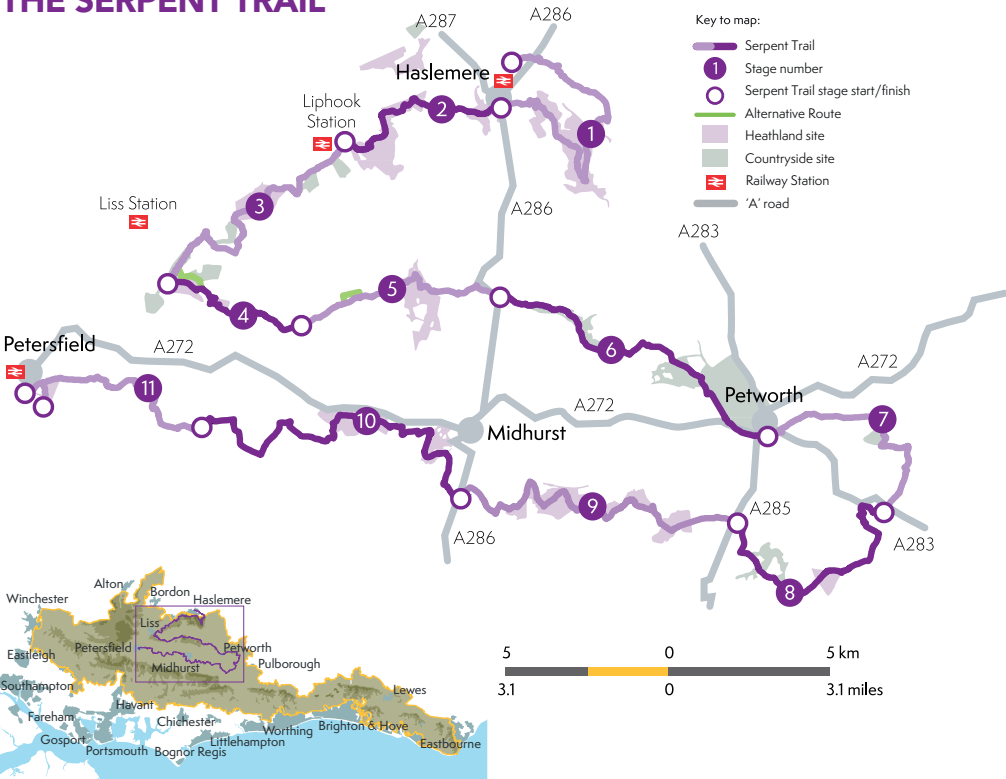 THE SERPENT TRAIL
A287
A286
Key to map:
Serpent Trail
1
Stage number
Serpent Trail stage start/finish
Alternative Route
Heathland site
Countryside site
Railway Station
'A' road
Haslemere
Liphook
Station
2
1
Liss Station
3
A286
A283
5
4
6
Petersfield
A272
A272
11
Petworth
10
A272
7
Midhurst
9
A285
A286
A283
8
Alton
Bordon
Winchester
Haslemere
Liss
Eastleigh
Petersfield
Petworth
Midhurst
Pulborough
Southampton
Lewes
Havant
Fareham
Chichester
Worthing
Brighton & Hove
Gosport
Portsmouth
Littlehampton
Bognor Regis
Eastbourne
5 0 5 km
3.1 0 3.1 miles